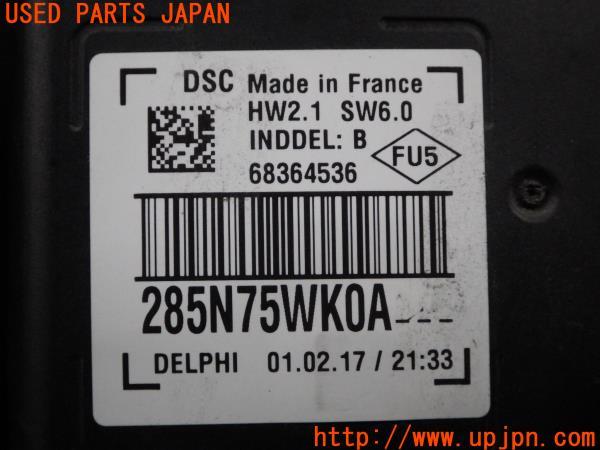 USED PARTS JAPAN
DSC Made in France
HW2.1 SW6.0
INDDEL: B
68364536
FU5
285N75WK0A---
DELPHI 01.02.17 / 21:33
http://www.upjpn.com